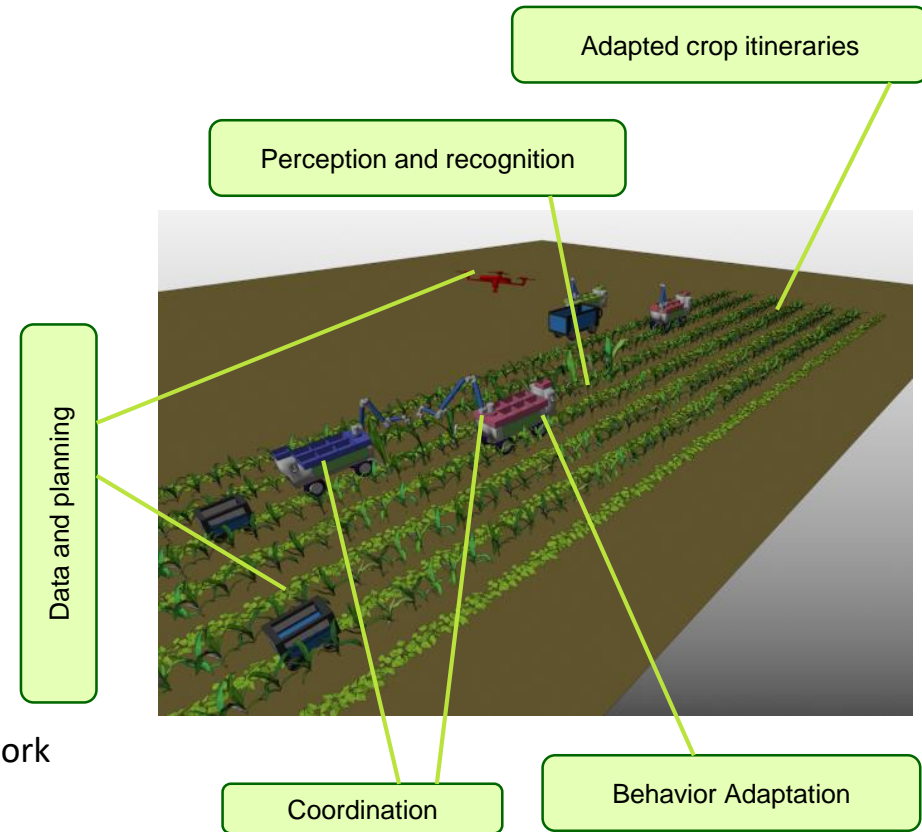 Adapted crop itineraries
Perception and recognition
Data and planning
ork
Coordination
Behavior Adaptation